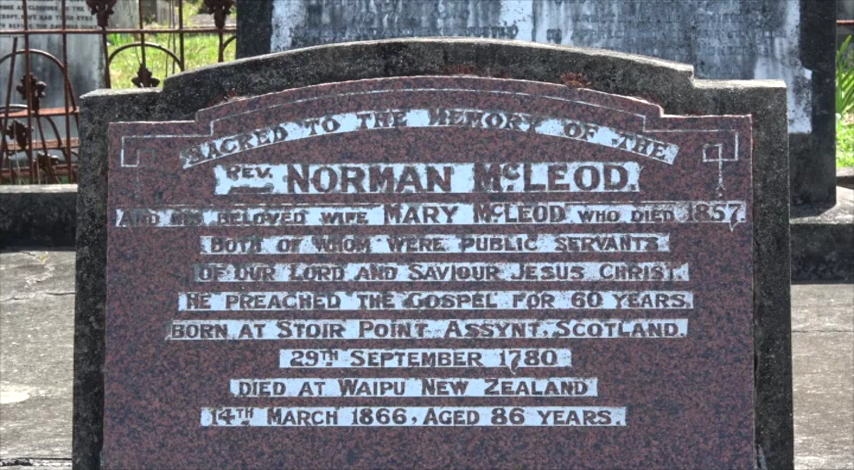 SACRED TO THE MEMORY OF THE
REV. NORMAN McLEOD.
AND HIS BELOVED WIFE MARY McLEOD WHO DIED 1857.
BOTH OF WHOM WERE PUBLIC SERVANTS
OF OUR LORD AND SAVIOUR JESUS CHRIST.
HE PREACHED THE GOSPEL FOR 60 YEARS.
BORN AT STOIR POINT ASSYNT, SCOTLAND.
29TH SEPTEMBER 1780
DIED AT WAIPU NEW ZEALAND
14TH MARCH 1866, AGED 86 YEARS.